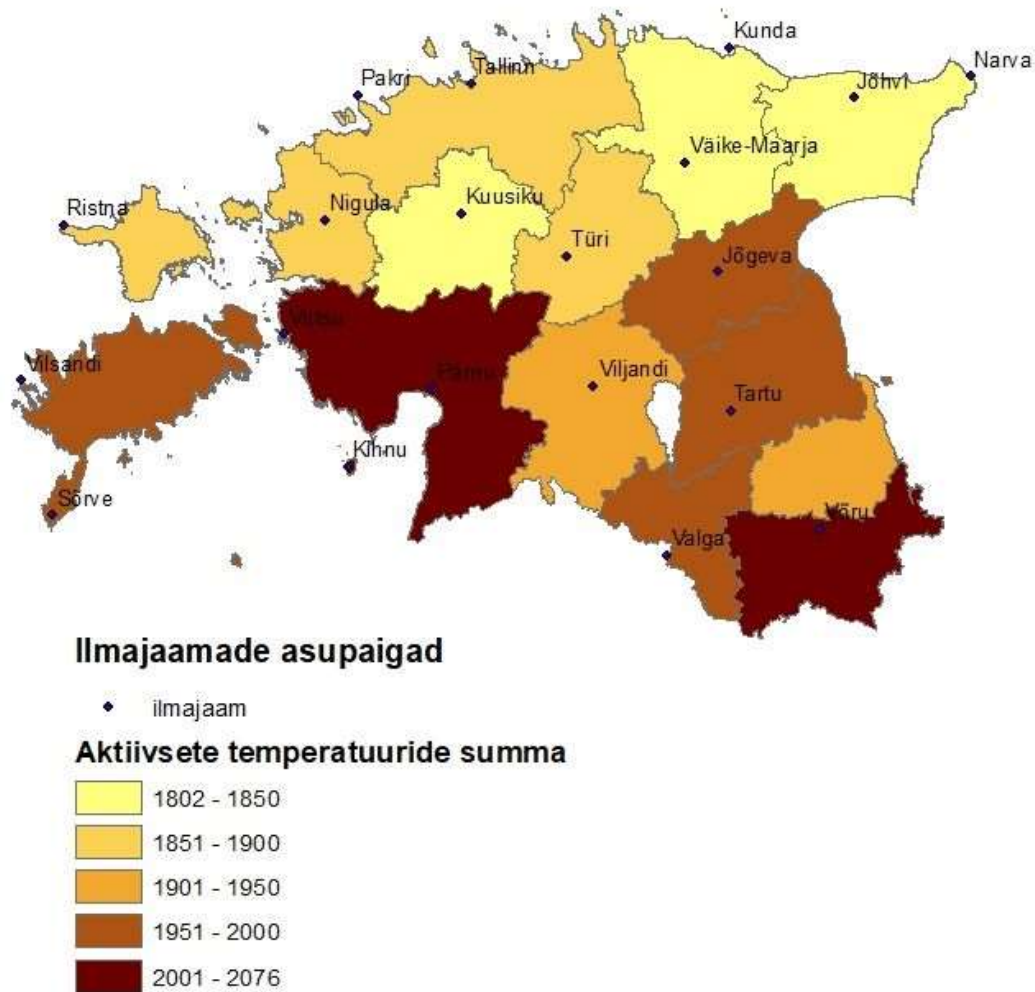 Kunda
Tallinn
Narva
Pakri
Jõhvi
Väike-Maarja
Kuusiku
Nigula
Ristna
Türi
Jõgeva
Virtsu
Vilsandi
Pärnu
Viljandi
Tartu
Kihnu
Sõrve
Võru
Valga
Ilmajaamade asupaigad
ilmajaam
Aktiivsete temperatuuride summa
1802 - 1850
1851 - 1900
1901 - 1950
1951 - 2000
2001 - 2076